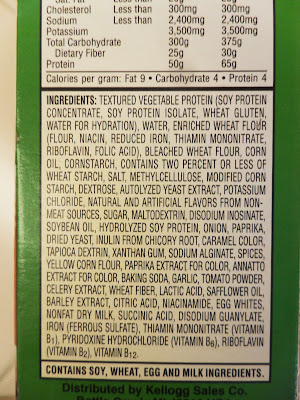 Sat. Fat Less than 20g 25g
Cholesterol Less than 300mg 300mg
Sodium Less than 2,400mg 2,400mg
Potassium 3,500mg 3,500mg
Total Carbohydrate 300g 375g
Dietary Fiber 25g 30g
Protein 50g 65g
Calories per gram: Fat 9 • Carbohydrate 4 • Protein 4
INGREDIENTS: TEXTURED VEGETABLE PROTEIN (SOY PROTEIN
CONCENTRATE, SOY PROTEIN ISOLATE, WHEAT GLUTEN,
WATER FOR HYDRATION), WATER, ENRICHED WHEAT FLOUR
(FLOUR, NIACIN, REDUCED IRON, THIAMIN MONONITRATE,
RIBOFLAVIN, FOLIC ACID), BLEACHED WHEAT FLOUR, CORN
OIL, CORNSTARCH, CONTAINS TWO PERCENT OR LESS OF
WHEAT STARCH, SALT, METHYLCELLULOSE, MODIFIED CORN
STARCH, DEXTROSE, AUTOLYZED YEAST EXTRACT, POTASSIUM
CHLORIDE, NATURAL AND ARTIFICIAL FLAVORS FROM NON-
MEAT SOURCES, SUGAR, MALTODEXTRIN, DISODIUM INOSINATE,
SOYBEAN OIL, HYDROLYZED SOY PROTEIN, ONION, PAPRIKA,
DRIED YEAST, INULIN FROM CHICORY ROOT, CARAMEL COLOR,
TAPIOCA DEXTRIN, XANTHAN GUM, SODIUM ALGINATE, SPICES,
YELLOW CORN FLOUR, PAPRIKA EXTRACT FOR COLOR, ANNATTO
EXTRACT FOR COLOR, BAKING SODA, GARLIC, TOMATO POWDER,
CELERY EXTRACT, WHEAT FIBER, LACTIC ACID, SAFFLOWER OIL,
BARLEY EXTRACT, CITRIC ACID, NIACINAMIDE, EGG WHITES,
NONFAT DRY MILK, SUCCINIC ACID, DISODIUM GUANYLATE,
IRON (FERROUS SULFATE), THIAMIN MONONITRATE (VITAMIN
B1), PYRIDOXINE HYDROCHLORIDE (VITAMIN B6), RIBOFLAVIN
(VITAMIN B2), VITAMIN B12.
CONTAINS SOY, WHEAT, EGG AND MILK INGREDIENTS.
Distributed by Kellogg Sales Co.